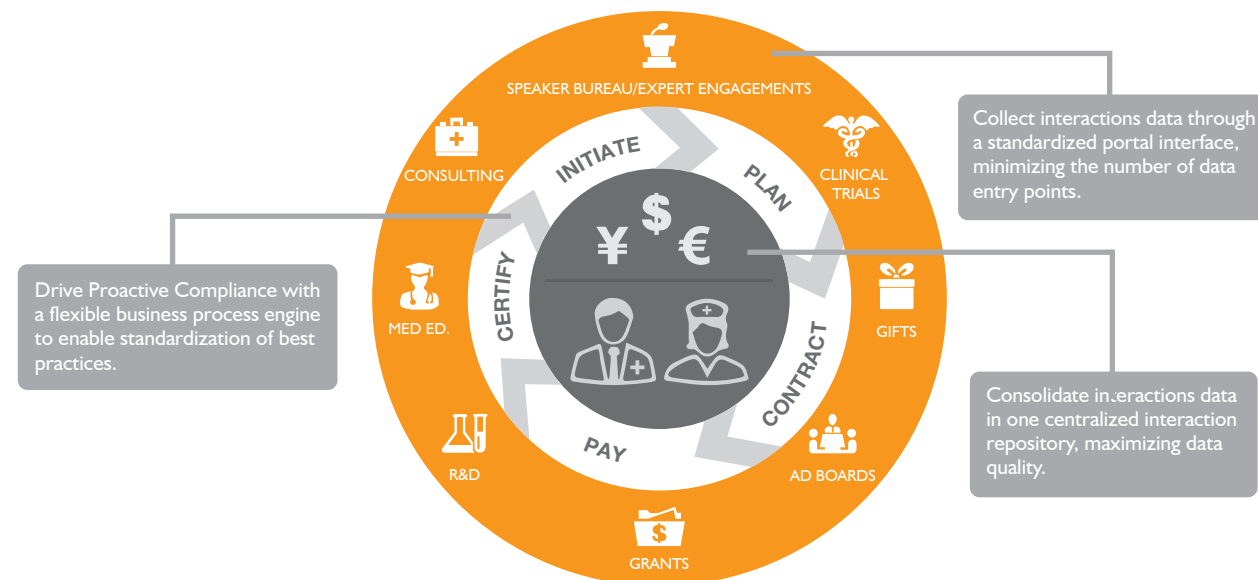 SPEAKER BUREAU/EXPERT ENGAGEMENTS
CLINICAL
TRIALS
GIFTS
AD BOARDS
GRANTS
R&D
MED ED.
CONSULTING
INITIATE
PLAN
CONTRACT
PAY
CERTIFY
¥ $ €
$
Collect interactions data through
a standardized portal interface,
minimizing the number of data
entry points.
Drive Proactive Compliance with
a flexible business process engine
to enable standardization of best
practices.
Consolidate interactions data
in one centralized interaction
repository, maximizing data
quality.